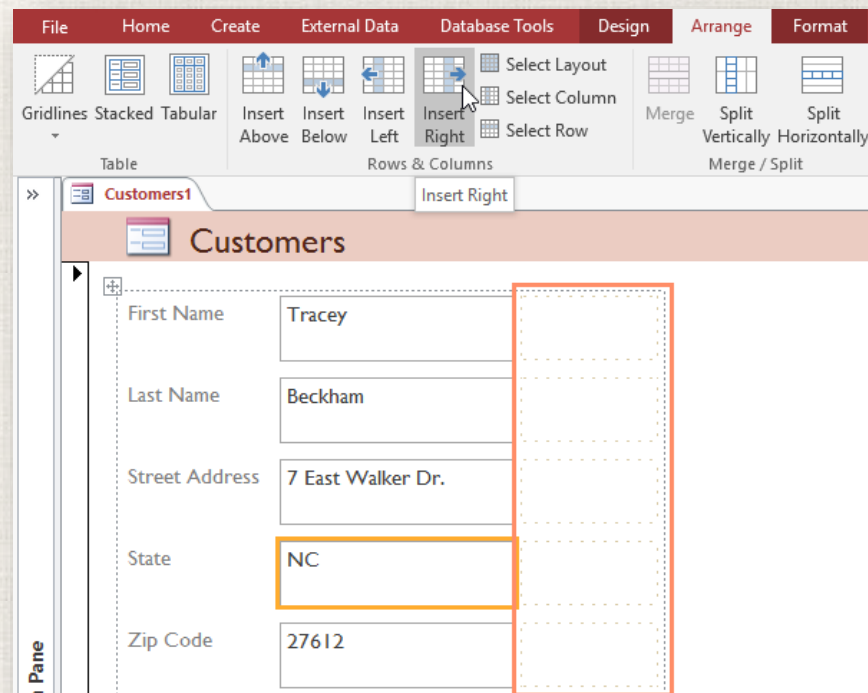 File Home Create External Data Database Tools Design Arrange Format
Gridlines Stacked Tabular Insert Above Insert Below Insert Left Insert Right Select Layout
Select Column
Select Row
Merge Split Vertically Split Horizontally
Table Rows & Columns Merge / Split
» Customers1 Insert Right
Customers
First Name Tracey
Last Name Beckham
Street Address 7 East Walker Dr.
State NC
Zip Code 27612
Pane